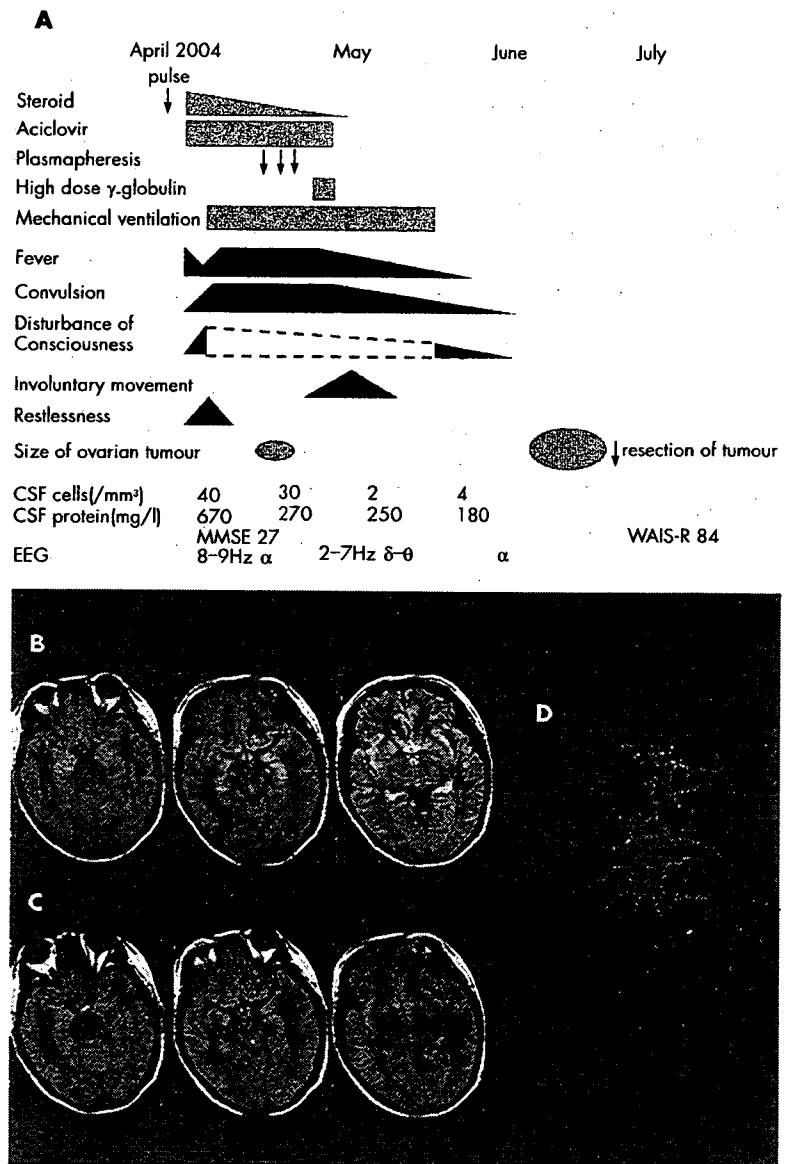 A
April 2004 May June July
pulse
Steroid
Aciclovir
Plasmapheresis
High dose γ-globulin
Mechanical ventilation
Fever
Convulsion
Disturbance of
Consciousness
Involuntary movement
Restlessness
Size of ovarian tumour resection of tumour
CSF cells(/mm³) 40 30 2 4
CSF protein(mg/l) 670 270 250 180
MMSE 27 WAIS-R 84
EEG 8–9Hz α 2–7Hz δ–θ α
B
D
C